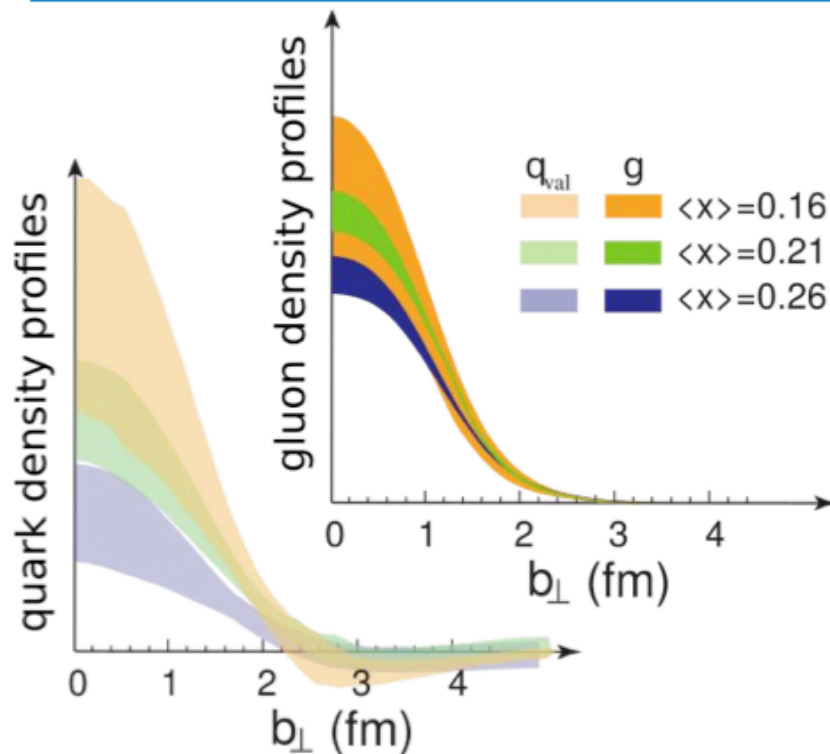 gluon density profiles
q_val g
<x>=0.16
<x>=0.21
<x>=0.26
0 1 2 3 4
b⊥ (fm)
quark density profiles
0 1 2 3 4
b⊥ (fm)